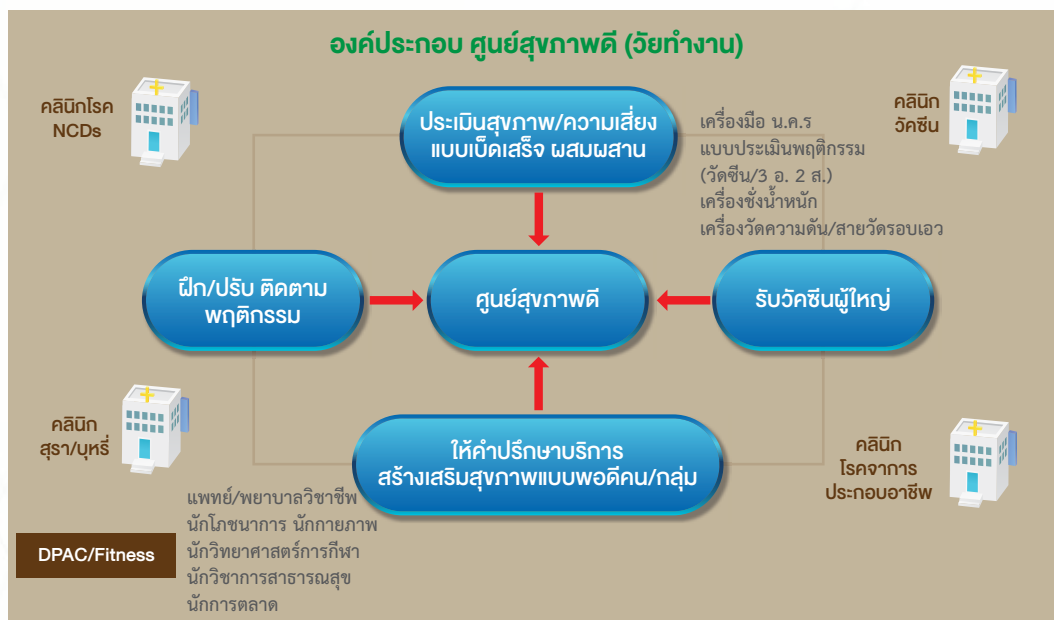 องค์ประกอบ ศูนย์สุขภาพดี (วัยทำงาน)
คลินิกโรค
NCDs
ประเมินสุขภาพ/ความเสี่ยง
แบบเบ็ดเสร็จ ผสมผสาน
คลินิก
วัคซีน
เครื่องมือ น.ค.ร
แบบประเมินพฤติกรรม
(วัดซีน/3 อ. 2 ส.)
เครื่องชั่งน้ำหนัก
เครื่องวัดความดัน/สายวัดรอบเอว
ฝึก/ปรับ ติดตาม
พฤติกรรม
ศูนย์สุขภาพดี
รับวัคซีนผู้ใหญ่
คลินิก
สุรา/บุหรี่
ให้คำปรึกษาบริการ
สร้างเสริมสุขภาพแบบพอดีคน/กลุ่ม
คลินิก
โรคจาการ
ประกอบอาชีพ
DPAC/Fitness
แพทย์/พยาบาลวิชาชีพ
นักโภชนาการ นักกายภาพ
นักวิทยาศาสตร์การกีฬา
นักวิชาการสาธารณสุข
นักการตลาด